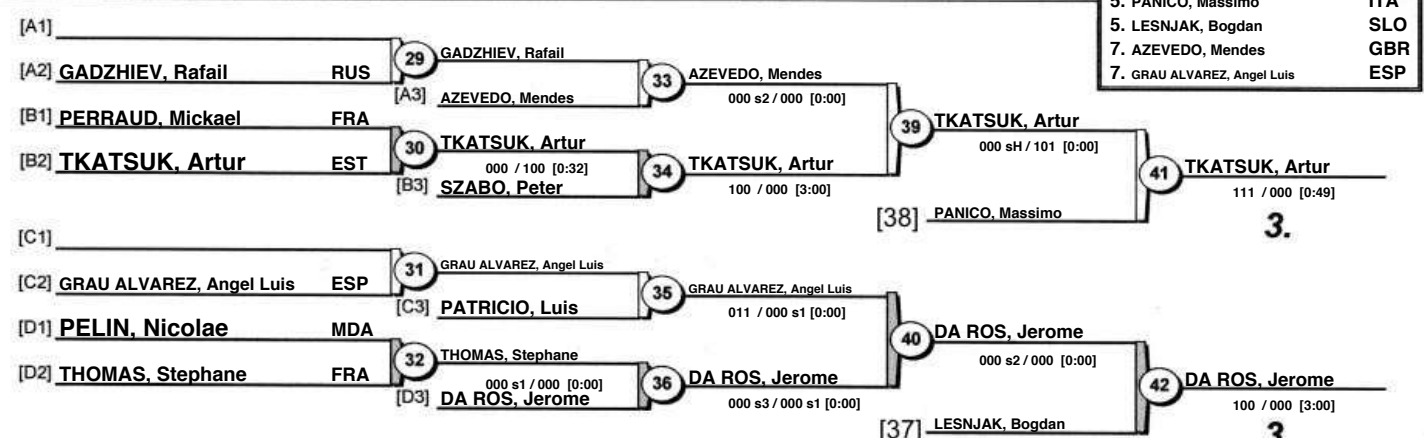 5. PANICO, Massimo ITA
5. LESNJAK, Bogdan SLO
7. AZEVEDO, Mendes GBR
7. GRAU ALVAREZ, Angel Luis ESP
[A1]
[A2] GADZHIEV, Rafail RUS
29 GADZHIEV, Rafail
[A3] AZEVEDO, Mendes
33 AZEVEDO, Mendes
000 s2 / 000 [0:00]
[B1] PERRAUD, Mickael FRA
[B2] TKATSUK, Artur EST
30 TKATSUK, Artur
000 / 100 [0:32]
[B3] SZABO, Peter
34 TKATSUK, Artur
100 / 000 [3:00]
39 TKATSUK, Artur
000 sH / 101 [0:00]
[38] PANICO, Massimo
41 TKATSUK, Artur
111 / 000 [0:49]
3.
[C1]
[C2] GRAU ALVAREZ, Angel Luis ESP
31 GRAU ALVAREZ, Angel Luis
[C3] PATRICIO, Luis
35 GRAU ALVAREZ, Angel Luis
011 / 000 s1 [0:00]
[D1] PELIN, Nicolae MDA
[D2] THOMAS, Stephane FRA
32 THOMAS, Stephane
000 s1 / 000 [0:00]
[D3] DA ROS, Jerome
36 DA ROS, Jerome
000 s3 / 000 s1 [0:00]
40 DA ROS, Jerome
000 s2 / 000 [0:00]
[37] LESNJAK, Bogdan
42 DA ROS, Jerome
100 / 000 [3:00]
3.